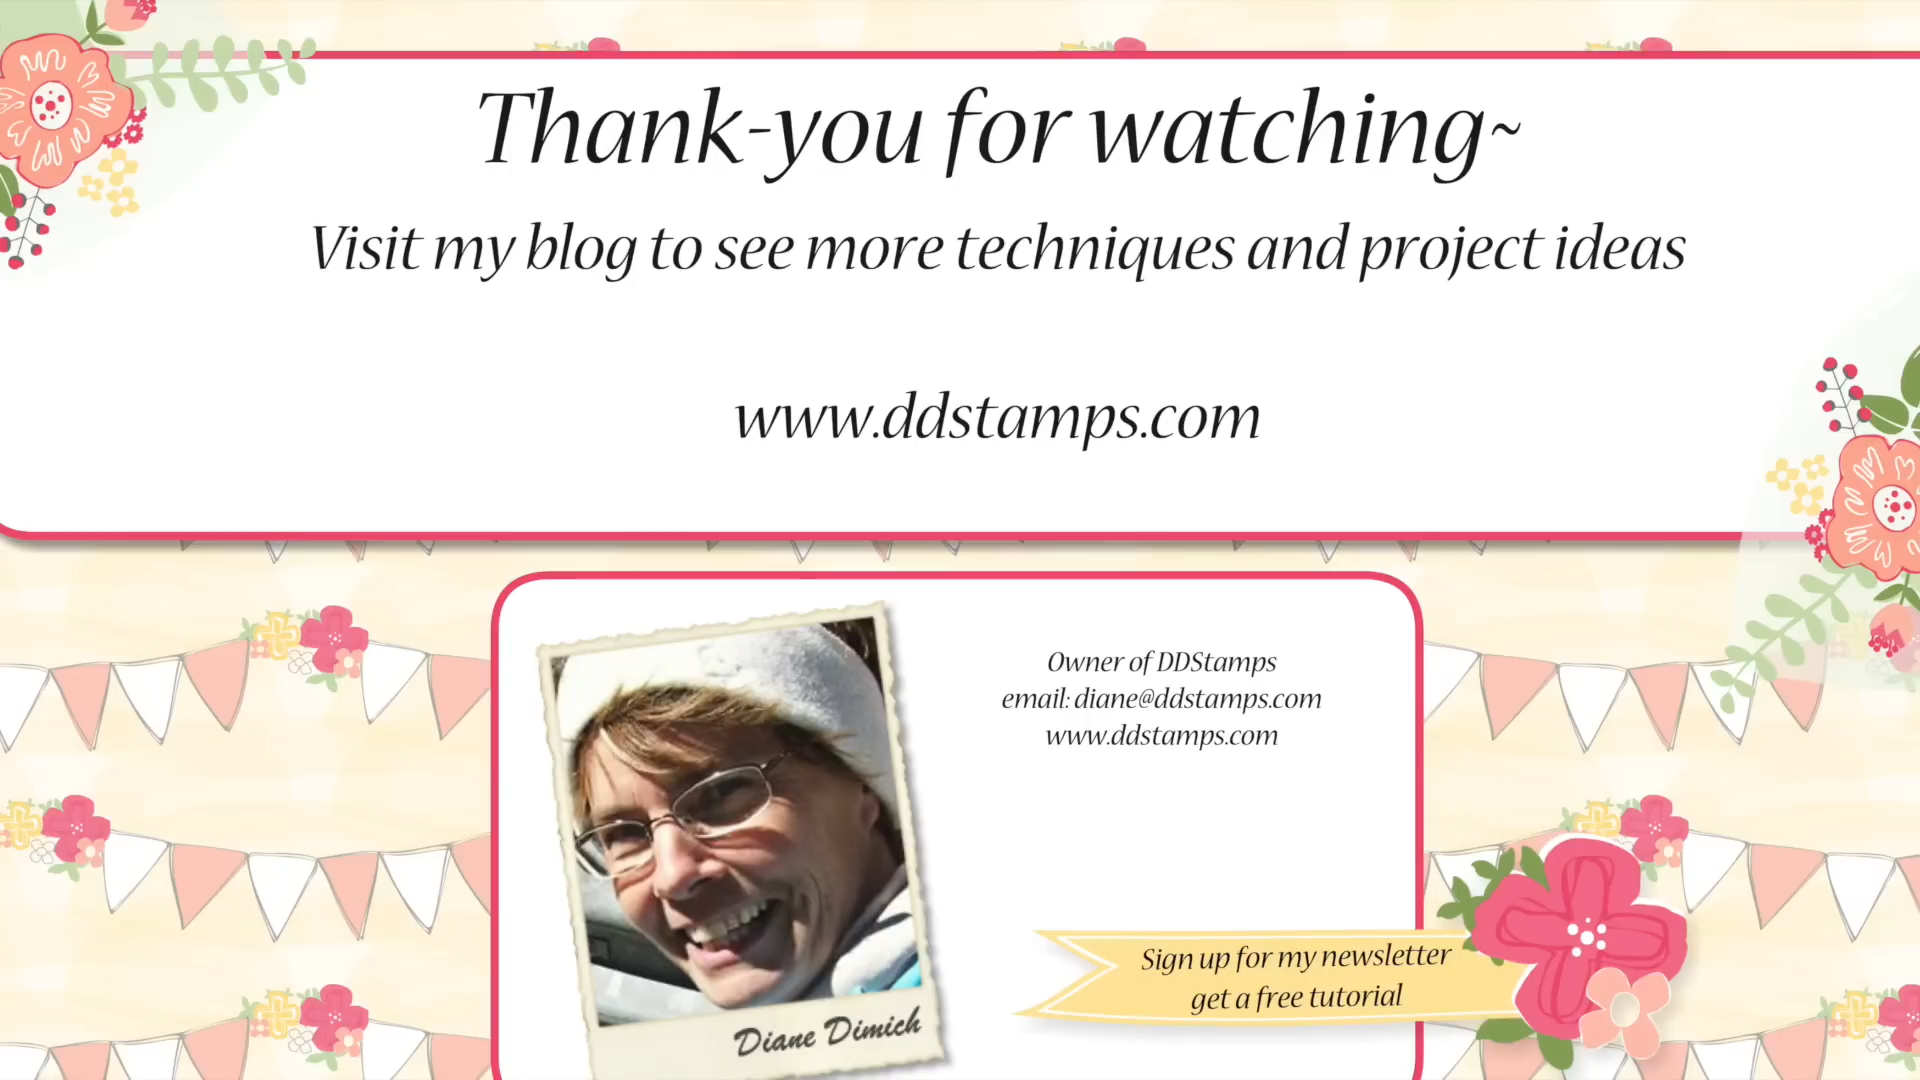 Thank-you for watching~
Visit my blog to see more techniques and project ideas
www.ddstamps.com
Owner of DDStamps
email: diane@ddstamps.com
www.ddstamps.com
Sign up for my newsletter
get a free tutorial
Diane Dimich